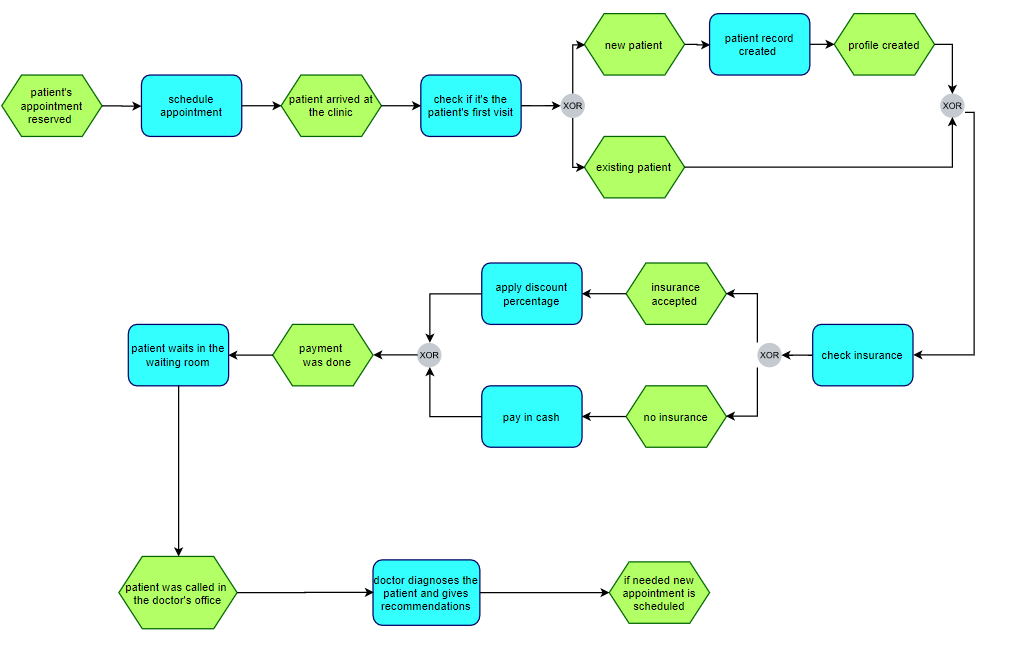 new patient
patient record
created
profile created
patient's
appointment
reserved
schedule
appointment
patient arrived at
the clinic
check if it's the
patient's first visit
XOR
XOR
existing patient
apply discount
percentage
insurance
accepted
patient waits in the
waiting room
payment
was done
XOR
XOR
check insurance
pay in cash
no insurance
patient was called in
the doctor's office
doctor diagnoses the
patient and gives
recommendations
if needed new
appointment is
scheduled